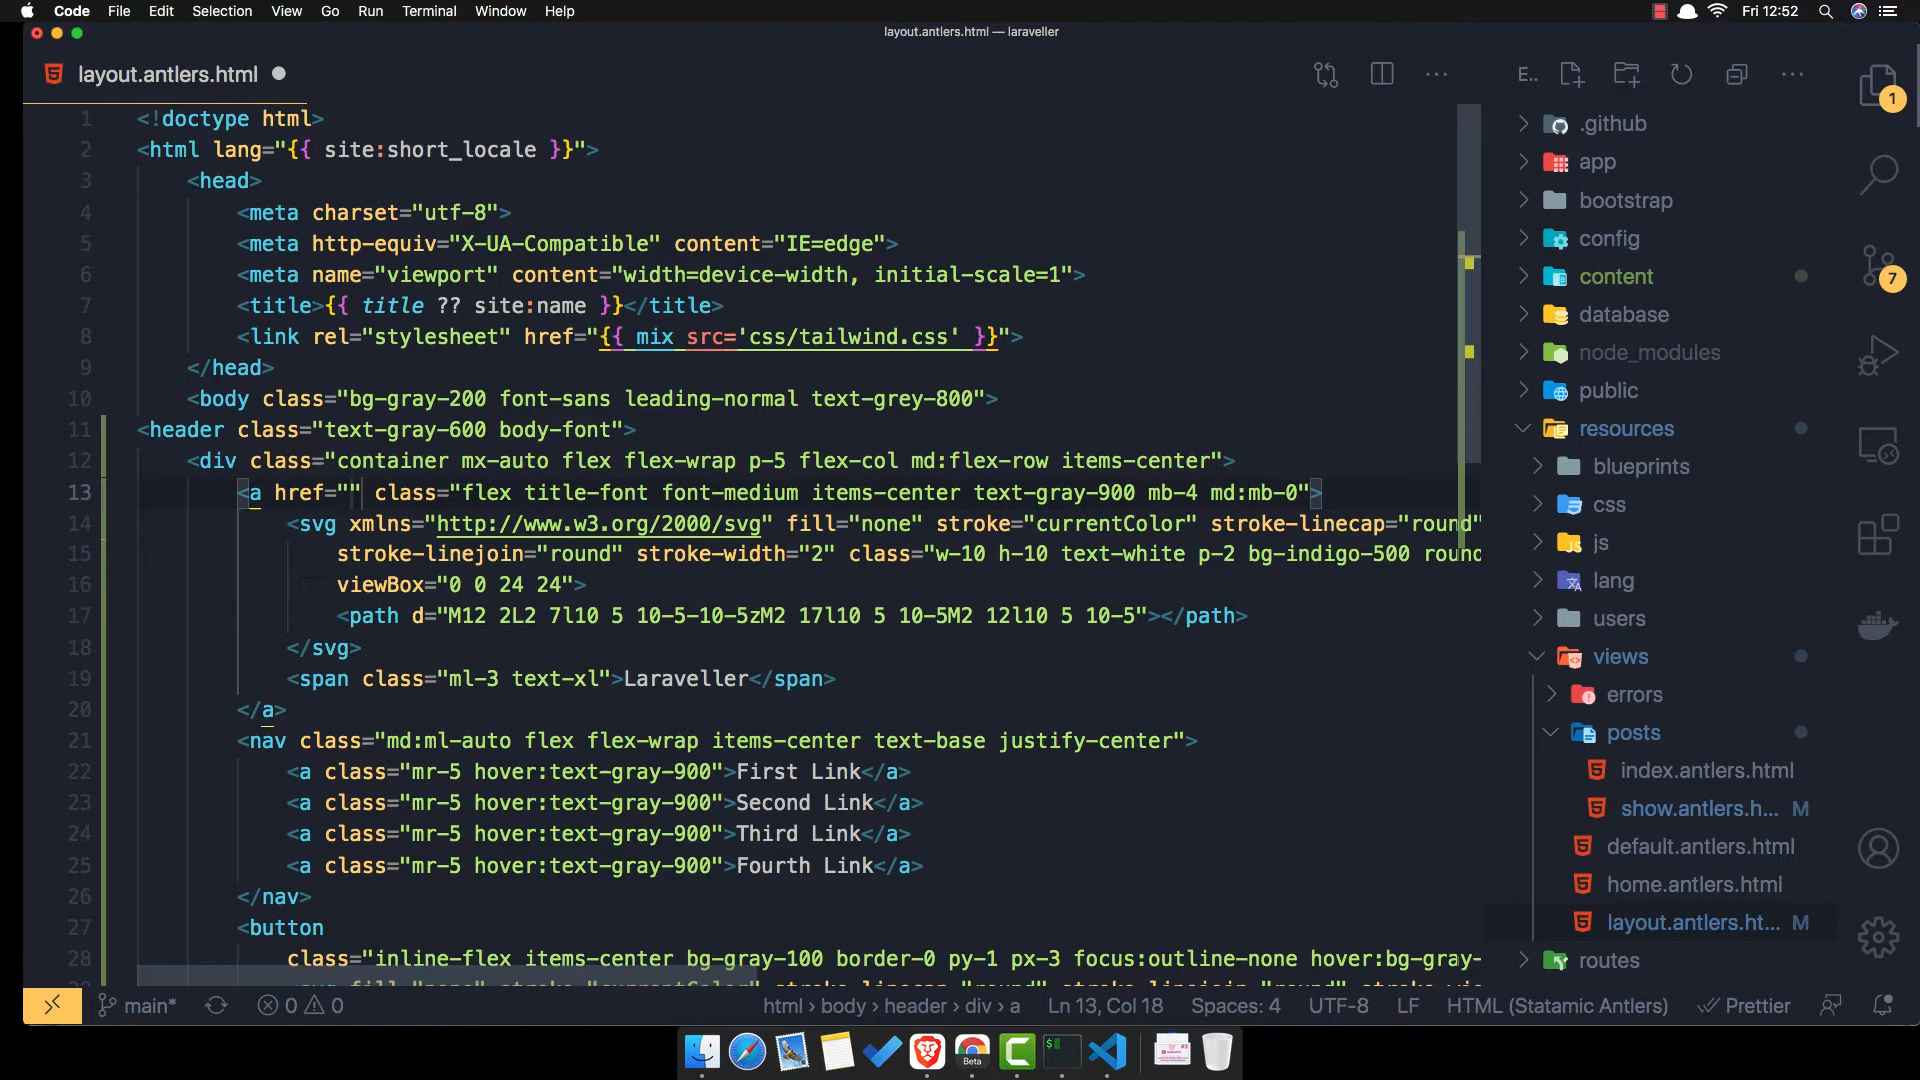 Code File Edit Selection View Go Run Terminal Window Help Fri 12:52
layout.antlers.html — laraveller
layout.antlers.html
E..
1 <!doctype html>
2 <html lang="{{ site:short_locale }}">
3 <head>
4 <meta charset="utf-8">
5 <meta http-equiv="X-UA-Compatible" content="IE=edge">
6 <meta name="viewport" content="width=device-width, initial-scale=1">
7 <title>{{ title ?? site:name }}</title>
8 <link rel="stylesheet" href="{{ mix src='css/tailwind.css' }}">
9 </head>
10 <body class="bg-gray-200 font-sans leading-normal text-grey-800">
11 <header class="text-gray-600 body-font">
12 <div class="container mx-auto flex flex-wrap p-5 flex-col md:flex-row items-center">
13 <a href="" class="flex title-font font-medium items-center text-gray-900 mb-4 md:mb-0">
14 <svg xmlns="http://www.w3.org/2000/svg" fill="none" stroke="currentColor" stroke-linecap="round"
15 stroke-linejoin="round" stroke-width="2" class="w-10 h-10 text-white p-2 bg-indigo-500 round
16 viewBox="0 0 24 24">
17 <path d="M12 2L2 7l10 5 10-5-10-5zM2 17l10 5 10-5M2 12l10 5 10-5"></path>
18 </svg>
19 <span class="ml-3 text-xl">Laraveller</span>
20 </a>
21 <nav class="md:ml-auto flex flex-wrap items-center text-base justify-center">
22 <a class="mr-5 hover:text-gray-900">First Link</a>
23 <a class="mr-5 hover:text-gray-900">Second Link</a>
24 <a class="mr-5 hover:text-gray-900">Third Link</a>
25 <a class="mr-5 hover:text-gray-900">Fourth Link</a>
26 </nav>
27 <button
28 class="inline-flex items-center bg-gray-100 border-0 py-1 px-3 focus:outline-none hover:bg-gray-
.github
app
bootstrap
config
content
database
node_modules
public
resources
blueprints
css
js
lang
users
views
errors
posts
index.antlers.html
show.antlers.h... M
default.antlers.html
home.antlers.html
layout.antlers.ht... M
routes
1
7
main* 0 0 html › body › header › div › a Ln 13, Col 18 Spaces: 4 UTF-8 LF HTML (Statamic Antlers) Prettier
Beta
$